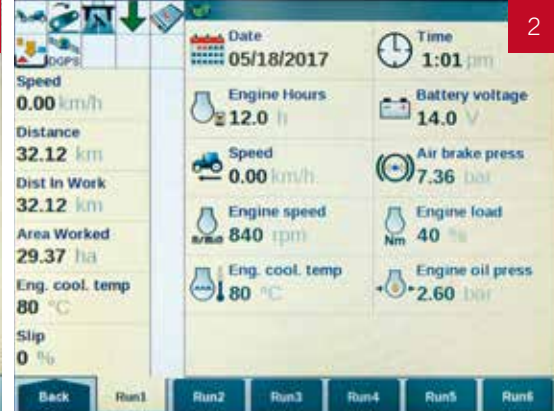 2
DGPS
Speed
0.00 km/h
Distance
32.12 km
Dist In Work
32.12 km
Area Worked
29.37 ha
Eng. cool. temp
80 °C
Slip
0 %
Date
05/18/2017
Time
1:01 pm
Engine Hours
12.0 h
Battery voltage
14.0 V
Speed
0.00 km/h
Air brake press
7.36 bar
Engine speed
n/min 840 rpm
Engine load
Nm 40 %
Eng. cool. temp
80 °C
Engine oil press
2.60 bar
Back Run1 Run2 Run3 Run4 Run5 Run6